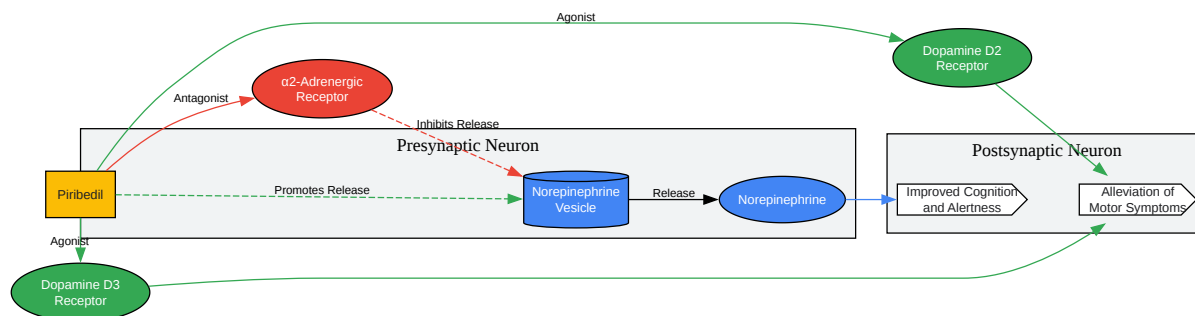 Agonist
Dopamine D2
Receptor
α2-Adrenergic
Receptor
Antagonist
Inhibits Release
Presynaptic Neuron
Postsynaptic Neuron
Piribedil
Promotes Release
Norepinephrine
Vesicle
Release
Norepinephrine
Improved Cognition
and Alertness
Alleviation of
Motor Symptoms
Agonist
Dopamine D3
Receptor